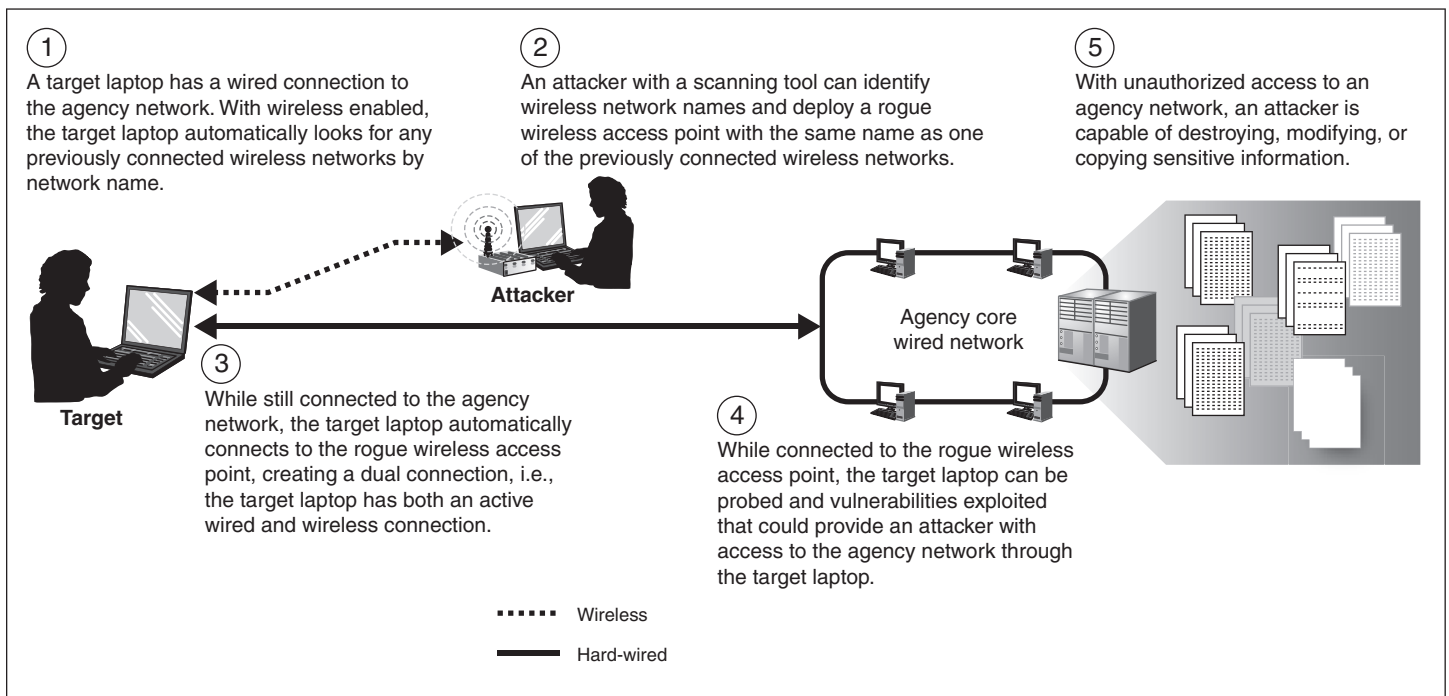 1
A target laptop has a wired connection to
the agency network. With wireless enabled,
the target laptop automatically looks for any
previously connected wireless networks by
network name.
2
An attacker with a scanning tool can identify
wireless network names and deploy a rogue
wireless access point with the same name as one
of the previously connected wireless networks.
5
With unauthorized access to an
agency network, an attacker is
capable of destroying, modifying, or
copying sensitive information.
Attacker
Agency core
wired network
Target
3
While still connected to the agency
network, the target laptop automatically
connects to the rogue wireless access
point, creating a dual connection, i.e.,
the target laptop has both an active
wired and wireless connection.
4
While connected to the rogue wireless
access point, the target laptop can be
probed and vulnerabilities exploited
that could provide an attacker with
access to the agency network through
the target laptop.
Wireless
Hard-wired